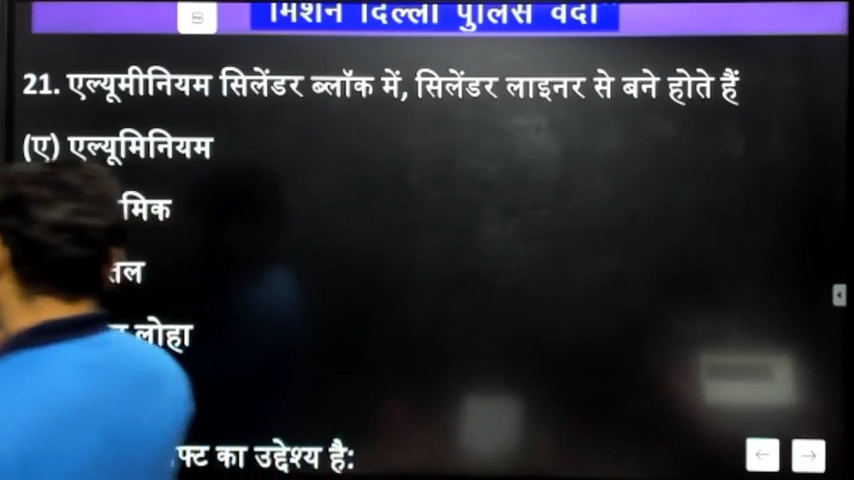 मिशन दिल्ली पुलिस वर्दी
21. एल्यूमीनियम सिलेंडर ब्लॉक में, सिलेंडर लाइनर से बने होते हैं
(ए) एल्यूमिनियम
लोहा
का उद्देश्य है: